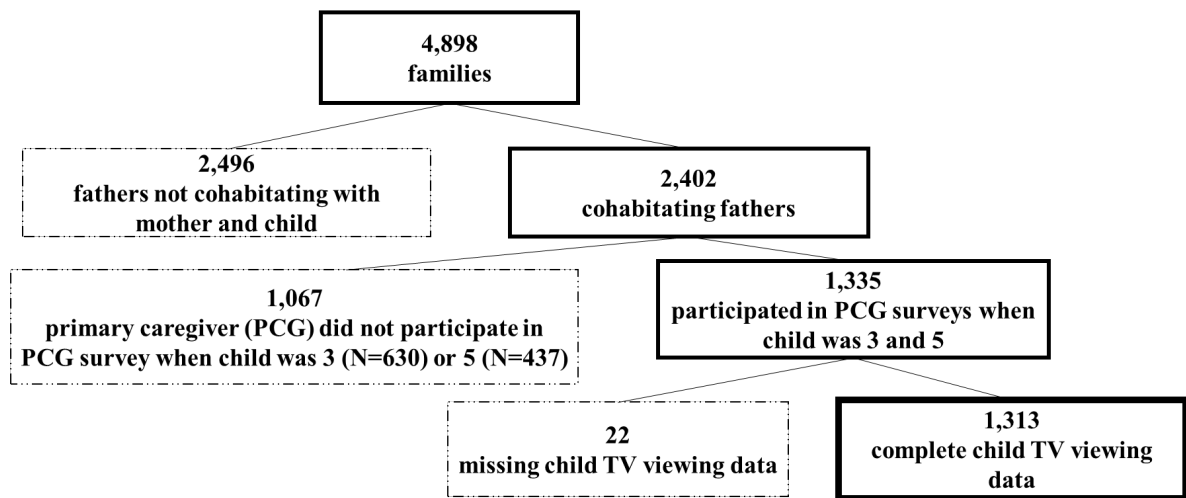 4,898
families
2,496
fathers not cohabitating with
mother and child
2,402
cohabitating fathers
1,067
primary caregiver (PCG) did not participate in
PCG survey when child was 3 (N=630) or 5 (N=437)
1,335
participated in PCG surveys when
child was 3 and 5
22
missing child TV viewing data
1,313
complete child TV viewing
data